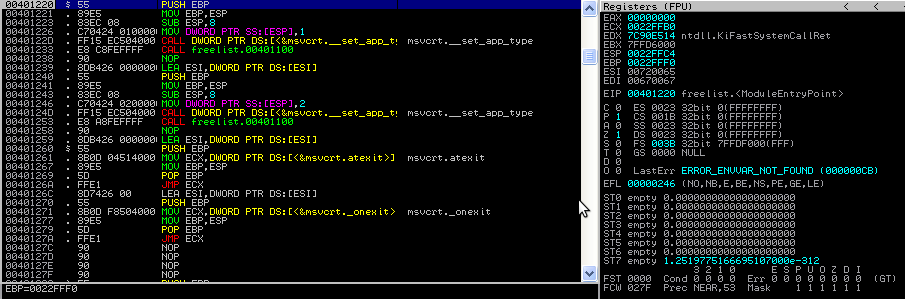 00401220 $ 55 PUSH EBP
00401221 . 89E5 MOV EBP,ESP
00401223 . 83EC 08 SUB ESP,8
00401226 . C70424 010000 MOV DWORD PTR SS:[ESP],1
0040122D . FF15 EC504000 CALL DWORD PTR DS:[<&msvcrt.__set_app_ty msvcrt.__set_app_type
00401233 . E8 C8FEFFFF CALL freelist.00401100
00401238 . 90 NOP
00401239 . 8DB426 000000 LEA ESI,DWORD PTR DS:[ESI]
00401240 . 55 PUSH EBP
00401241 . 89E5 MOV EBP,ESP
00401243 . 83EC 08 SUB ESP,8
00401246 . C70424 020000 MOV DWORD PTR SS:[ESP],2
0040124D . FF15 EC504000 CALL DWORD PTR DS:[<&msvcrt.__set_app_ty msvcrt.__set_app_type
00401253 . E8 A8FEFFFF CALL freelist.00401100
00401258 . 90 NOP
00401259 . 8DB426 000000 LEA ESI,DWORD PTR DS:[ESI]
00401260 . 55 PUSH EBP
00401261 . 8B0D 04514000 MOV ECX,DWORD PTR DS:[<&msvcrt.atexit>] msvcrt.atexit
00401267 . 89E5 MOV EBP,ESP
00401269 . 5D POP EBP
0040126A . FFE1 JMP ECX
0040126C . 8D7426 00 LEA ESI,DWORD PTR DS:[ESI]
00401270 . 55 PUSH EBP
00401271 . 8B0D F8504000 MOV ECX,DWORD PTR DS:[<&msvcrt._onexit> msvcrt._onexit
00401277 . 89E5 MOV EBP,ESP
00401279 . 5D POP EBP
0040127A . FFE1 JMP ECX
0040127C 90 NOP
0040127D 90 NOP
0040127E 90 NOP
0040127F 90 NOP
EBP=0022FFF0
Registers (FPU) < < <
EAX 00000000
ECX 0022FFB0
EDX 7C90E514 ntdll.KiFastSystemCallRet
EBX 7FFD6000
ESP 0022FFC4
EBP 0022FFF0
ESI 00720065
EDI 00670067
EIP 00401220 freelist.<ModuleEntryPoint>
C 0 ES 0023 32bit 0(FFFFFFFF)
P 1 CS 001B 32bit 0(FFFFFFFF)
A 0 SS 0023 32bit 0(FFFFFFFF)
Z 1 DS 0023 32bit 0(FFFFFFFF)
S 0 FS 003B 32bit 7FFDF000(FFF)
T 0 GS 0000 NULL
D 0
O 0 LastErr ERROR_ENVVAR_NOT_FOUND (000000CB)
EFL 00000246 (NO,NB,E,BE,NS,PE,GE,LE)
ST0 empty 0.0000000000000000000
ST1 empty 0.0000000000000000000
ST2 empty 0.0000000000000000000
ST3 empty 0.0000000000000000000
ST4 empty 0.0000000000000000000
ST5 empty 0.0000000000000000000
ST6 empty 0.0000000000000000000
ST7 empty 1.2519775166695107000e-312
3 2 1 0 E S P U O Z D I
FST 0000 Cond 0 0 0 0 Err 0 0 0 0 0 0 0 0 (GT)
FCW 027F Prec NEAR,53 Mask 1 1 1 1 1 1